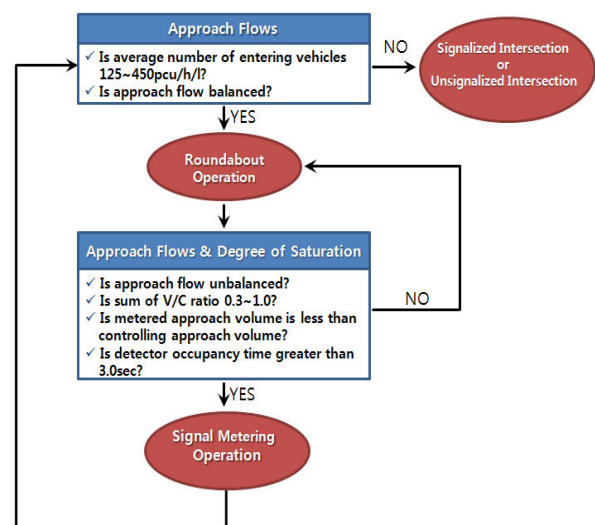 Approach Flows
✓ Is average number of entering vehicles
125~450pcu/h/l?
✓ Is approach flow balanced?
NO
Signalized Intersection
or
Unsignalized Intersection
YES
Roundabout
Operation
Approach Flows & Degree of Saturation
✓ Is approach flow unbalanced?
✓ Is sum of V/C ratio 0.3~1.0?
✓ Is metered approach volume is less than
controlling approach volume?
✓ Is detector occupancy time greater than
3.0sec?
NO
YES
Signal Metering
Operation